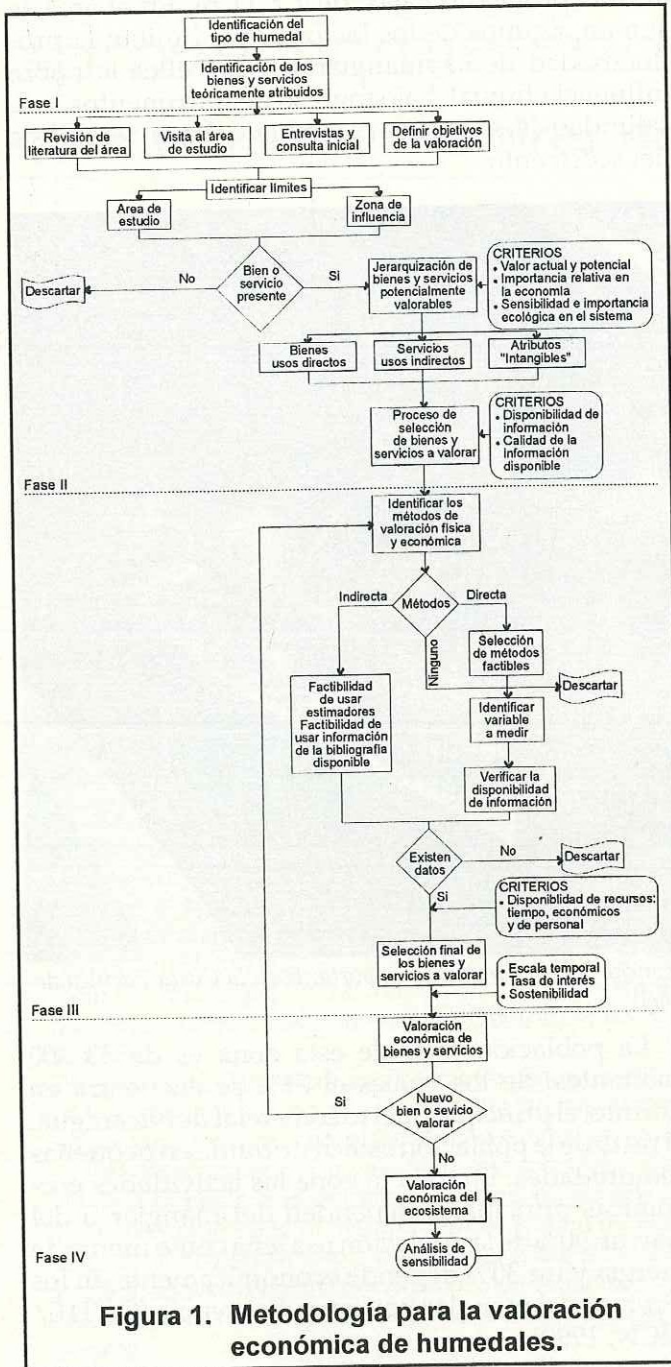 Identificación del
tipo de humedal
Identificación de los
bienes y servicios
teóricamente atribuidos
Fase I
Revisión de
literatura del área
Visita al área
de estudio
Entrevistas y
consulta inicial
Definir objetivos
de la valoración
Identificar límites
Area de
estudio
Zona de
influencia
Bien o
servicio
presente
No
Descartar
Si
Jerarquización de
bienes y servicios
potencialmente
valorables
CRITERIOS
• Valor actual y potencial
• Importancia relativa en
la economía
• Sensibilidad e importancia
ecológica en el sistema
Bienes
usos directos
Servicios
usos indirectos
Atributos
"Intangibles"
Proceso de
selección
de bienes y
servicios a valorar
CRITERIOS
• Disponibilidad de
información
• Calidad de la
información
disponible
Fase II
Identificar los
métodos de
valoración física
y económica
Indirecta
Métodos
Directa
Ninguno
Selección
de métodos
factibles
Descartar
Factibilidad
de usar
estimadores
Factibilidad de
usar información
de la bibliografía
disponible
Identificar
variable
a medir
Verificar la
disponibilidad
de información
Existen
datos
No
Descartar
Si
CRITERIOS
• Disponiblidad de recursos:
tiempo, económicos
y de personal
Selección final de
los bienes y
servicios a valorar
• Escala temporal
• Tasa de interés
• Sostenibilidad
Fase III
Valoración
económica de
bienes y servicios
Si
Nuevo
bien o sevicio
valorar
No
Valoración
económica del
ecosistema
Análisis de
sensibilidad
Fase IV
Figura 1. Metodología para la valoración
económica de humedales.